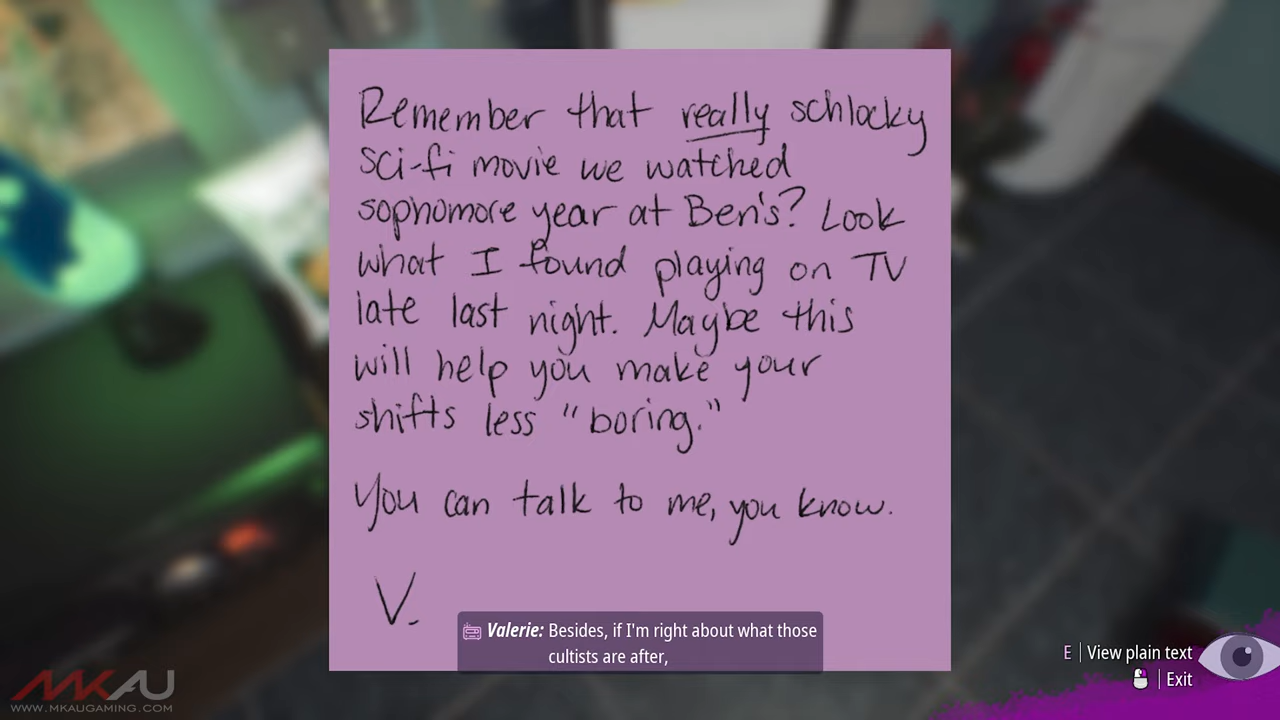 Remember that really schlocky
sci-fi movie we watched
sophomore year at Ben's? Look
what I found playing on TV
late last night. Maybe this
will help you make your
shifts less "boring."
You can talk to me, you know.
V.
Valerie: Besides, if I'm right about what those
cultists are after,
E | View plain text
| Exit
MKAU
WWW.MKAUGAMING.COM